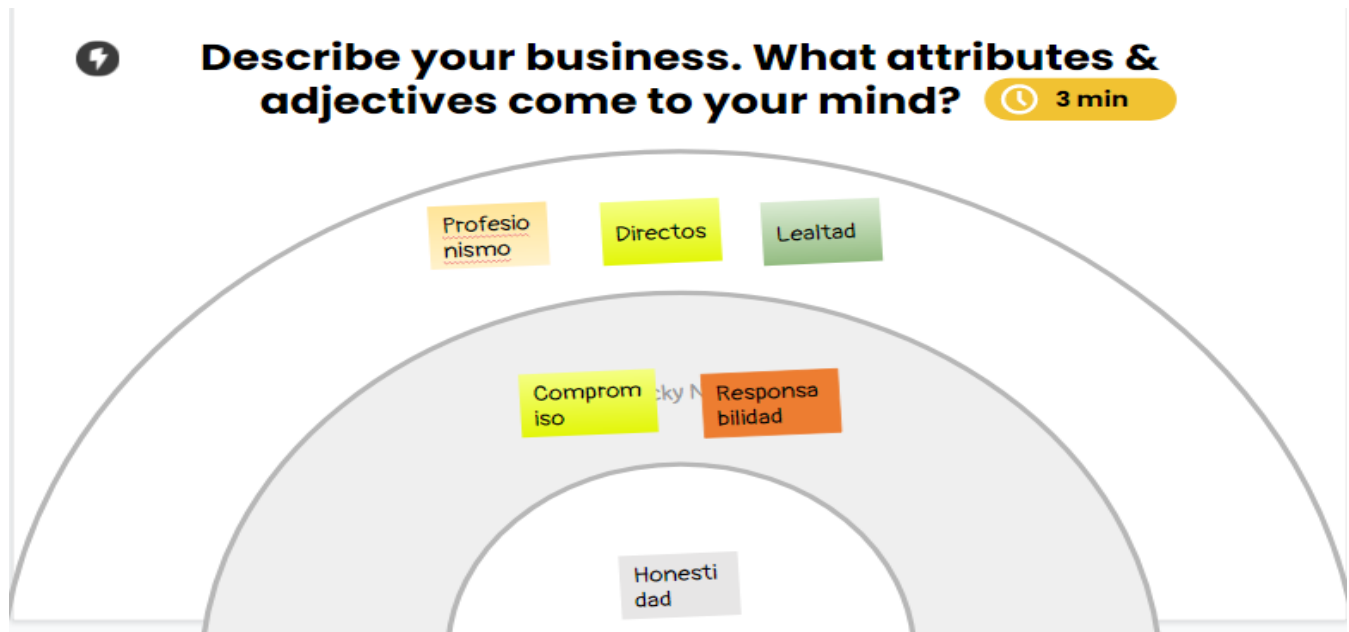 Describe your business. What attributes &
adjectives come to your mind?
3 min
Profesio
nismo
Directos
Lealtad
Comprom
iso
Responsa
bilidad
Honesti
dad